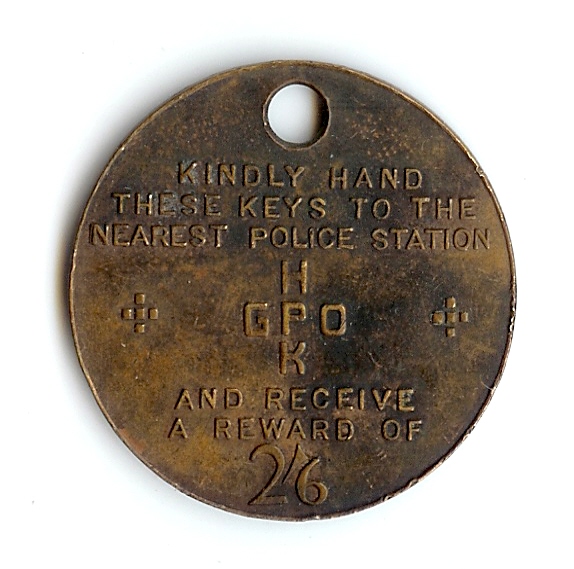 KINDLY HAND
THESE KEYS TO THE
NEAREST POLICE STATION
H
GPO
K
AND RECEIVE
A REWARD OF
2/6